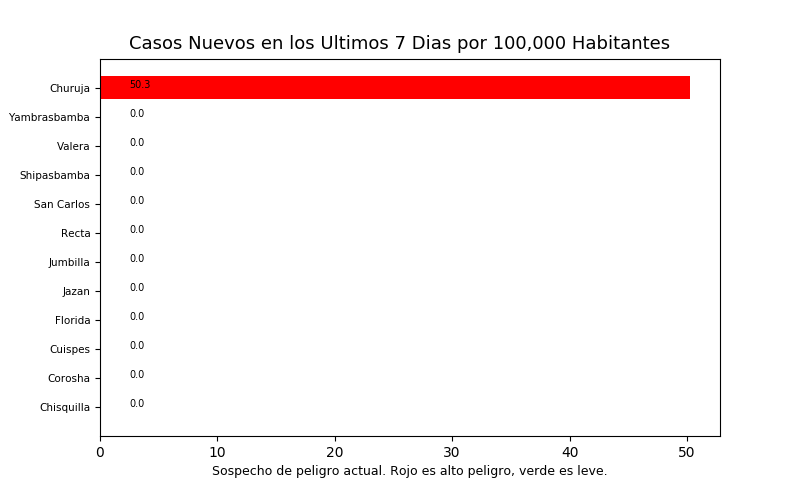 Casos Nuevos en los Ultimos 7 Dias por 100,000 Habitantes
Churuja 50.3
Yambrasbamba 0.0
Valera 0.0
Shipasbamba 0.0
San Carlos 0.0
Recta 0.0
Jumbilla 0.0
Jazan 0.0
Florida 0.0
Cuispes 0.0
Corosha 0.0
Chisquilla 0.0
0 10 20 30 40 50
Sospecho de peligro actual. Rojo es alto peligro, verde es leve.